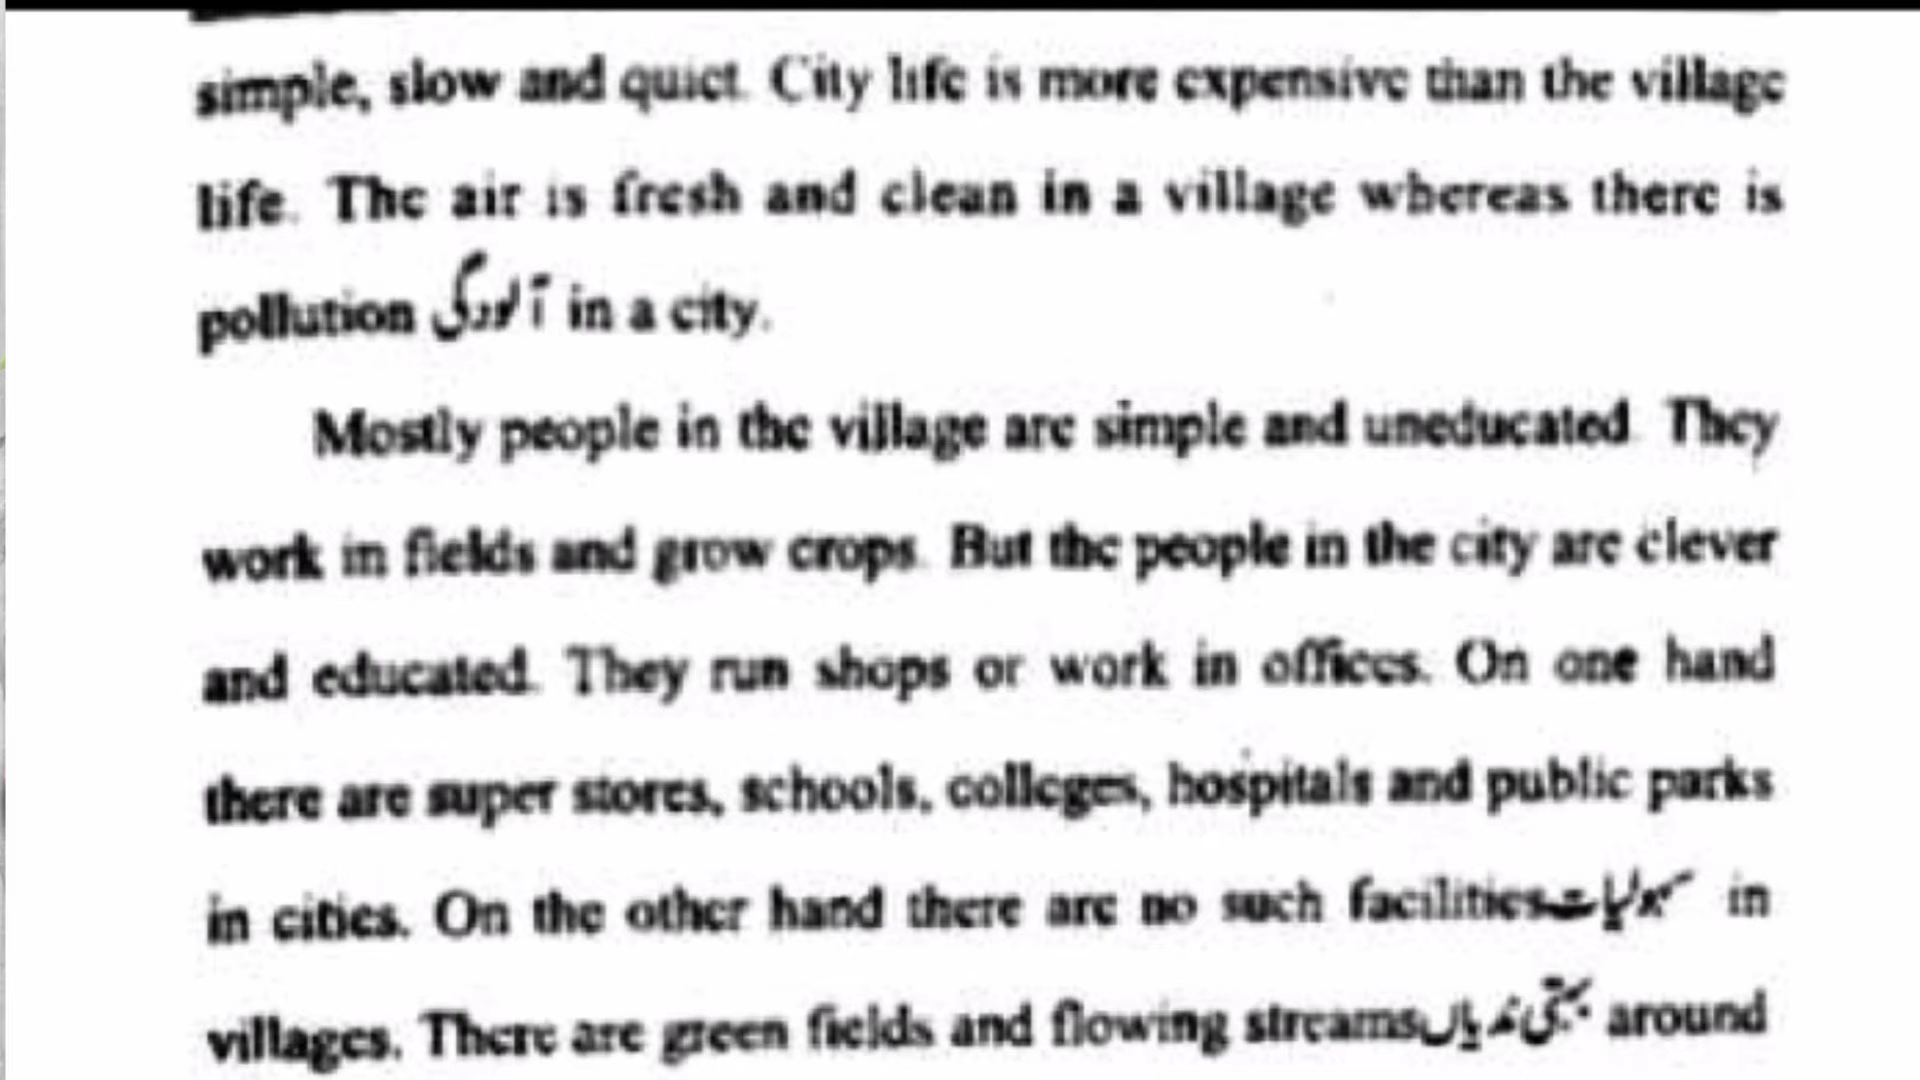 simple, slow and quiet. City life is more expensive than the village
life. The air is fresh and clean in a village whereas there is
pollution آلودگی in a city.
Mostly people in the village are simple and uneducated. They
work in fields and grow crops. But the people in the city are clever
and educated. They run shops or work in offices. On one hand
there are super stores, schools, colleges, hospitals and public parks
in cities. On the other hand there are no such facilities سہولیات in
villages. There are green fields and flowing streams بہتی ندیاں around